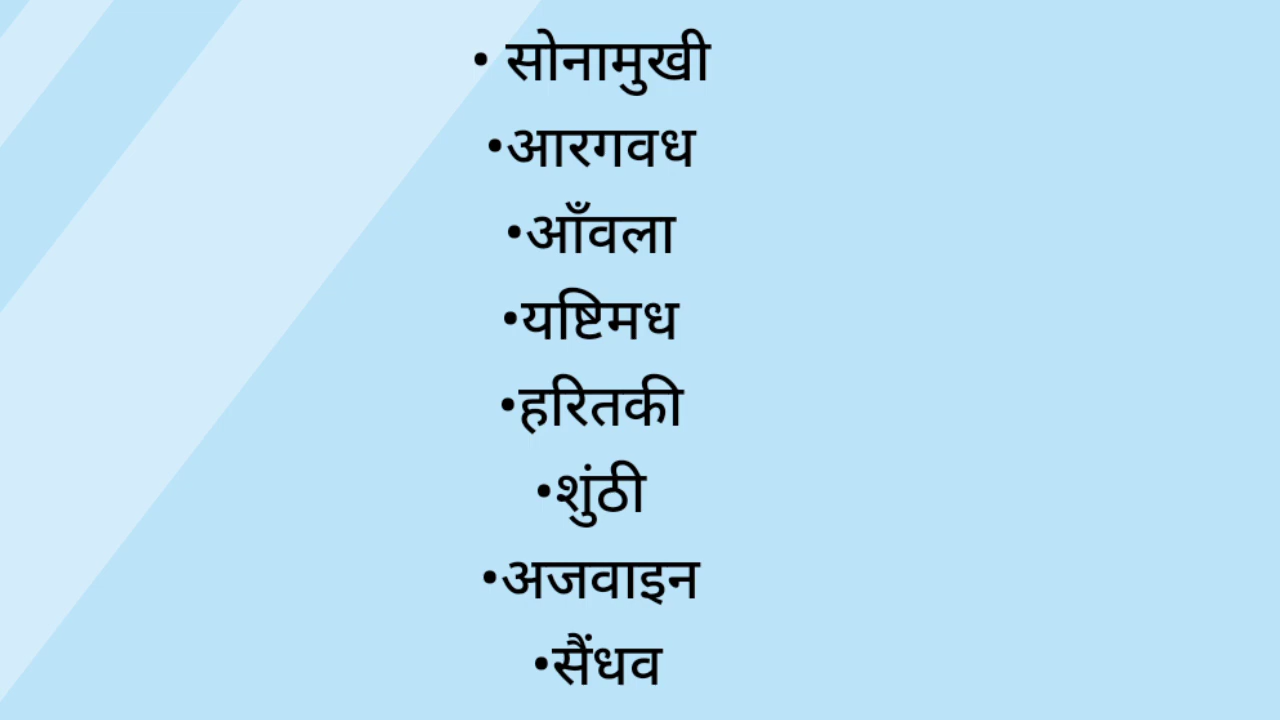 • सोनामुखी
•आरगवध
•आँवला
•यष्टिमध
•हरितकी
•शुंठी
•अजवाइन
•सैंधव